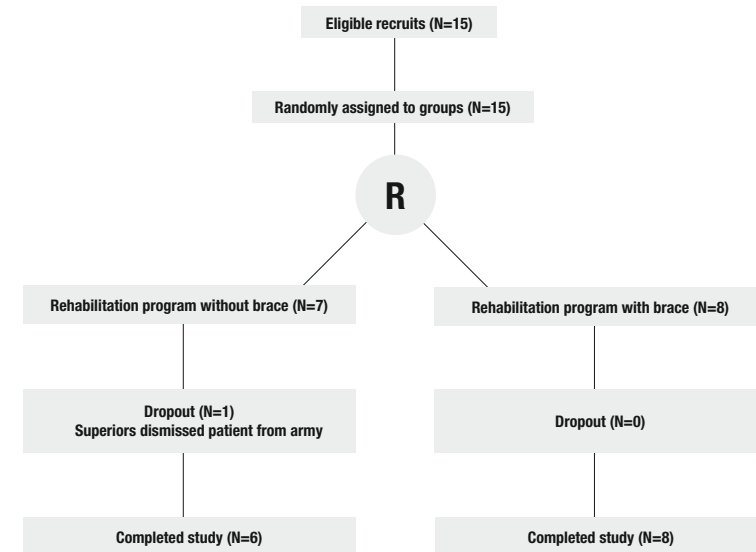 Eligible recruits (N=15)
Randomly assigned to groups (N=15)
R
Rehabilitation program without brace (N=7)
Rehabilitation program with brace (N=8)
Dropout (N=1)
Superiors dismissed patient from army
Dropout (N=0)
Completed study (N=6)
Completed study (N=8)